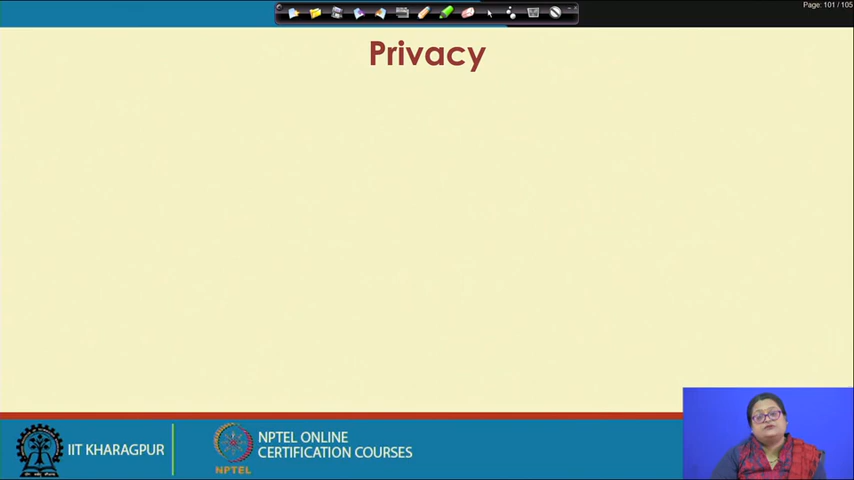 Page: 101 / 105
Privacy
IIT KHARAGPUR
NPTEL
NPTEL ONLINE
CERTIFICATION COURSES